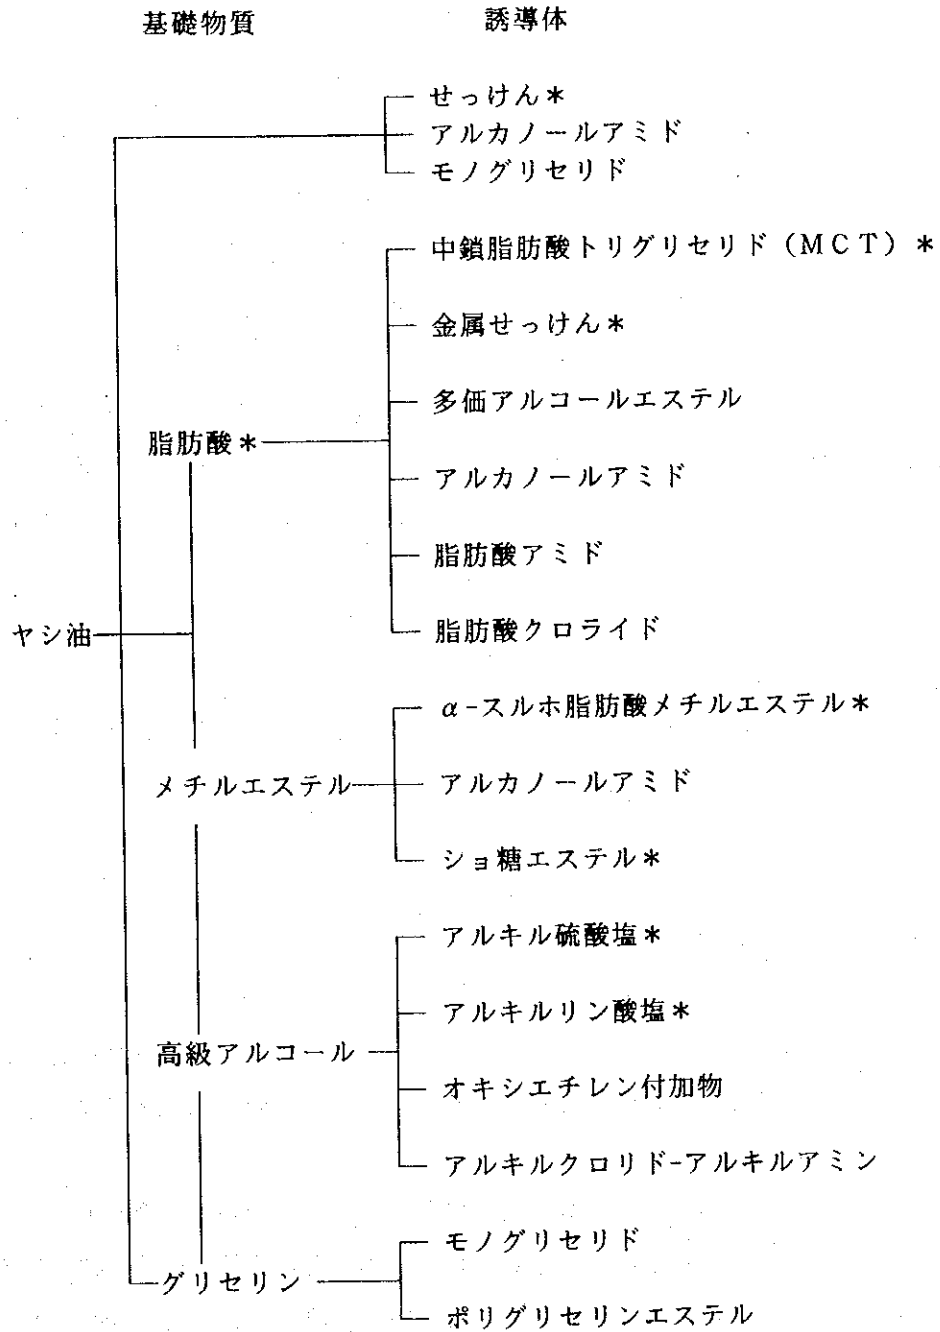 基礎物質 誘導体
せっけん*
アルカノールアミド
モノグリセリド
中鎖脂肪酸トリグリセリド(MCT)*
金属せっけん*
多価アルコールエステル
脂肪酸*
アルカノールアミド
脂肪酸アミド
ヤシ油
脂肪酸クロライド
α-スルホ脂肪酸メチルエステル*
メチルエステル アルカノールアミド
ショ糖エステル*
アルキル硫酸塩*
アルキルリン酸塩*
高級アルコール
オキシエチレン付加物
アルキルクロリド-アルキルアミン
モノグリセリド
グリセリン
ポリグリセリンエステル